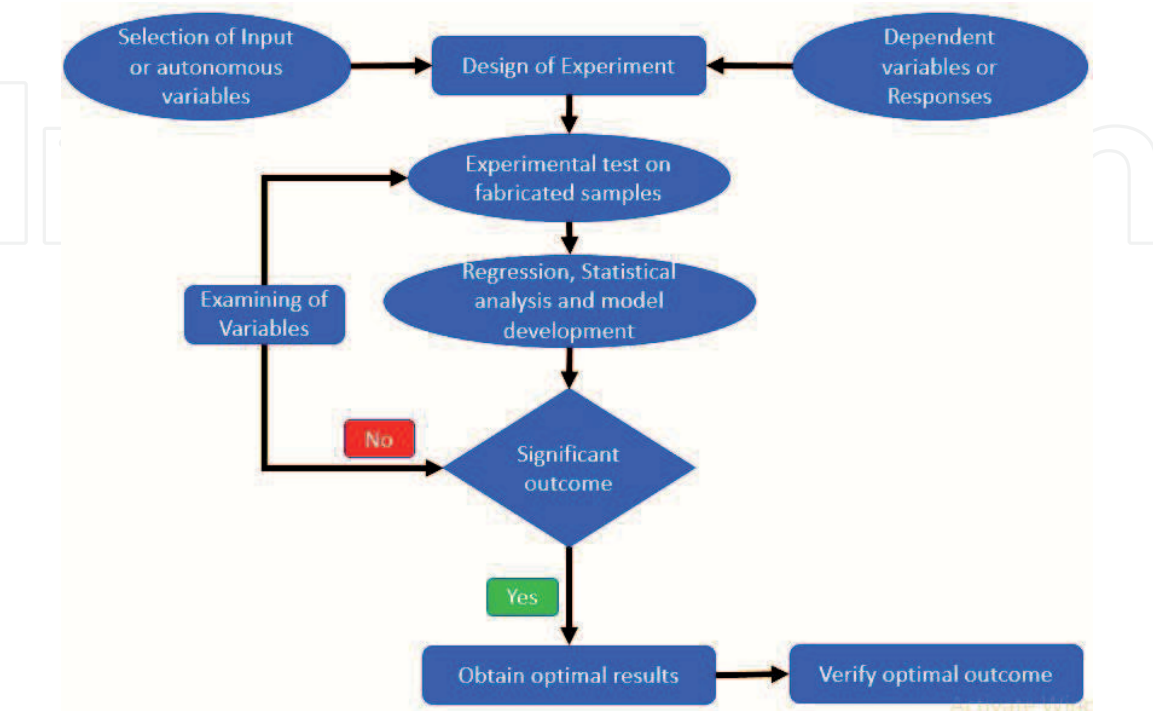 Selection of Input
or autonomous
variables
Design of Experiment
Dependent
variables or
Responses
Experimental test on
fabricated samples
Regression, Statistical
analysis and model
development
Examining of
Variables
No
Significant
outcome
Yes
Obtain optimal results
Verify optimal outcome